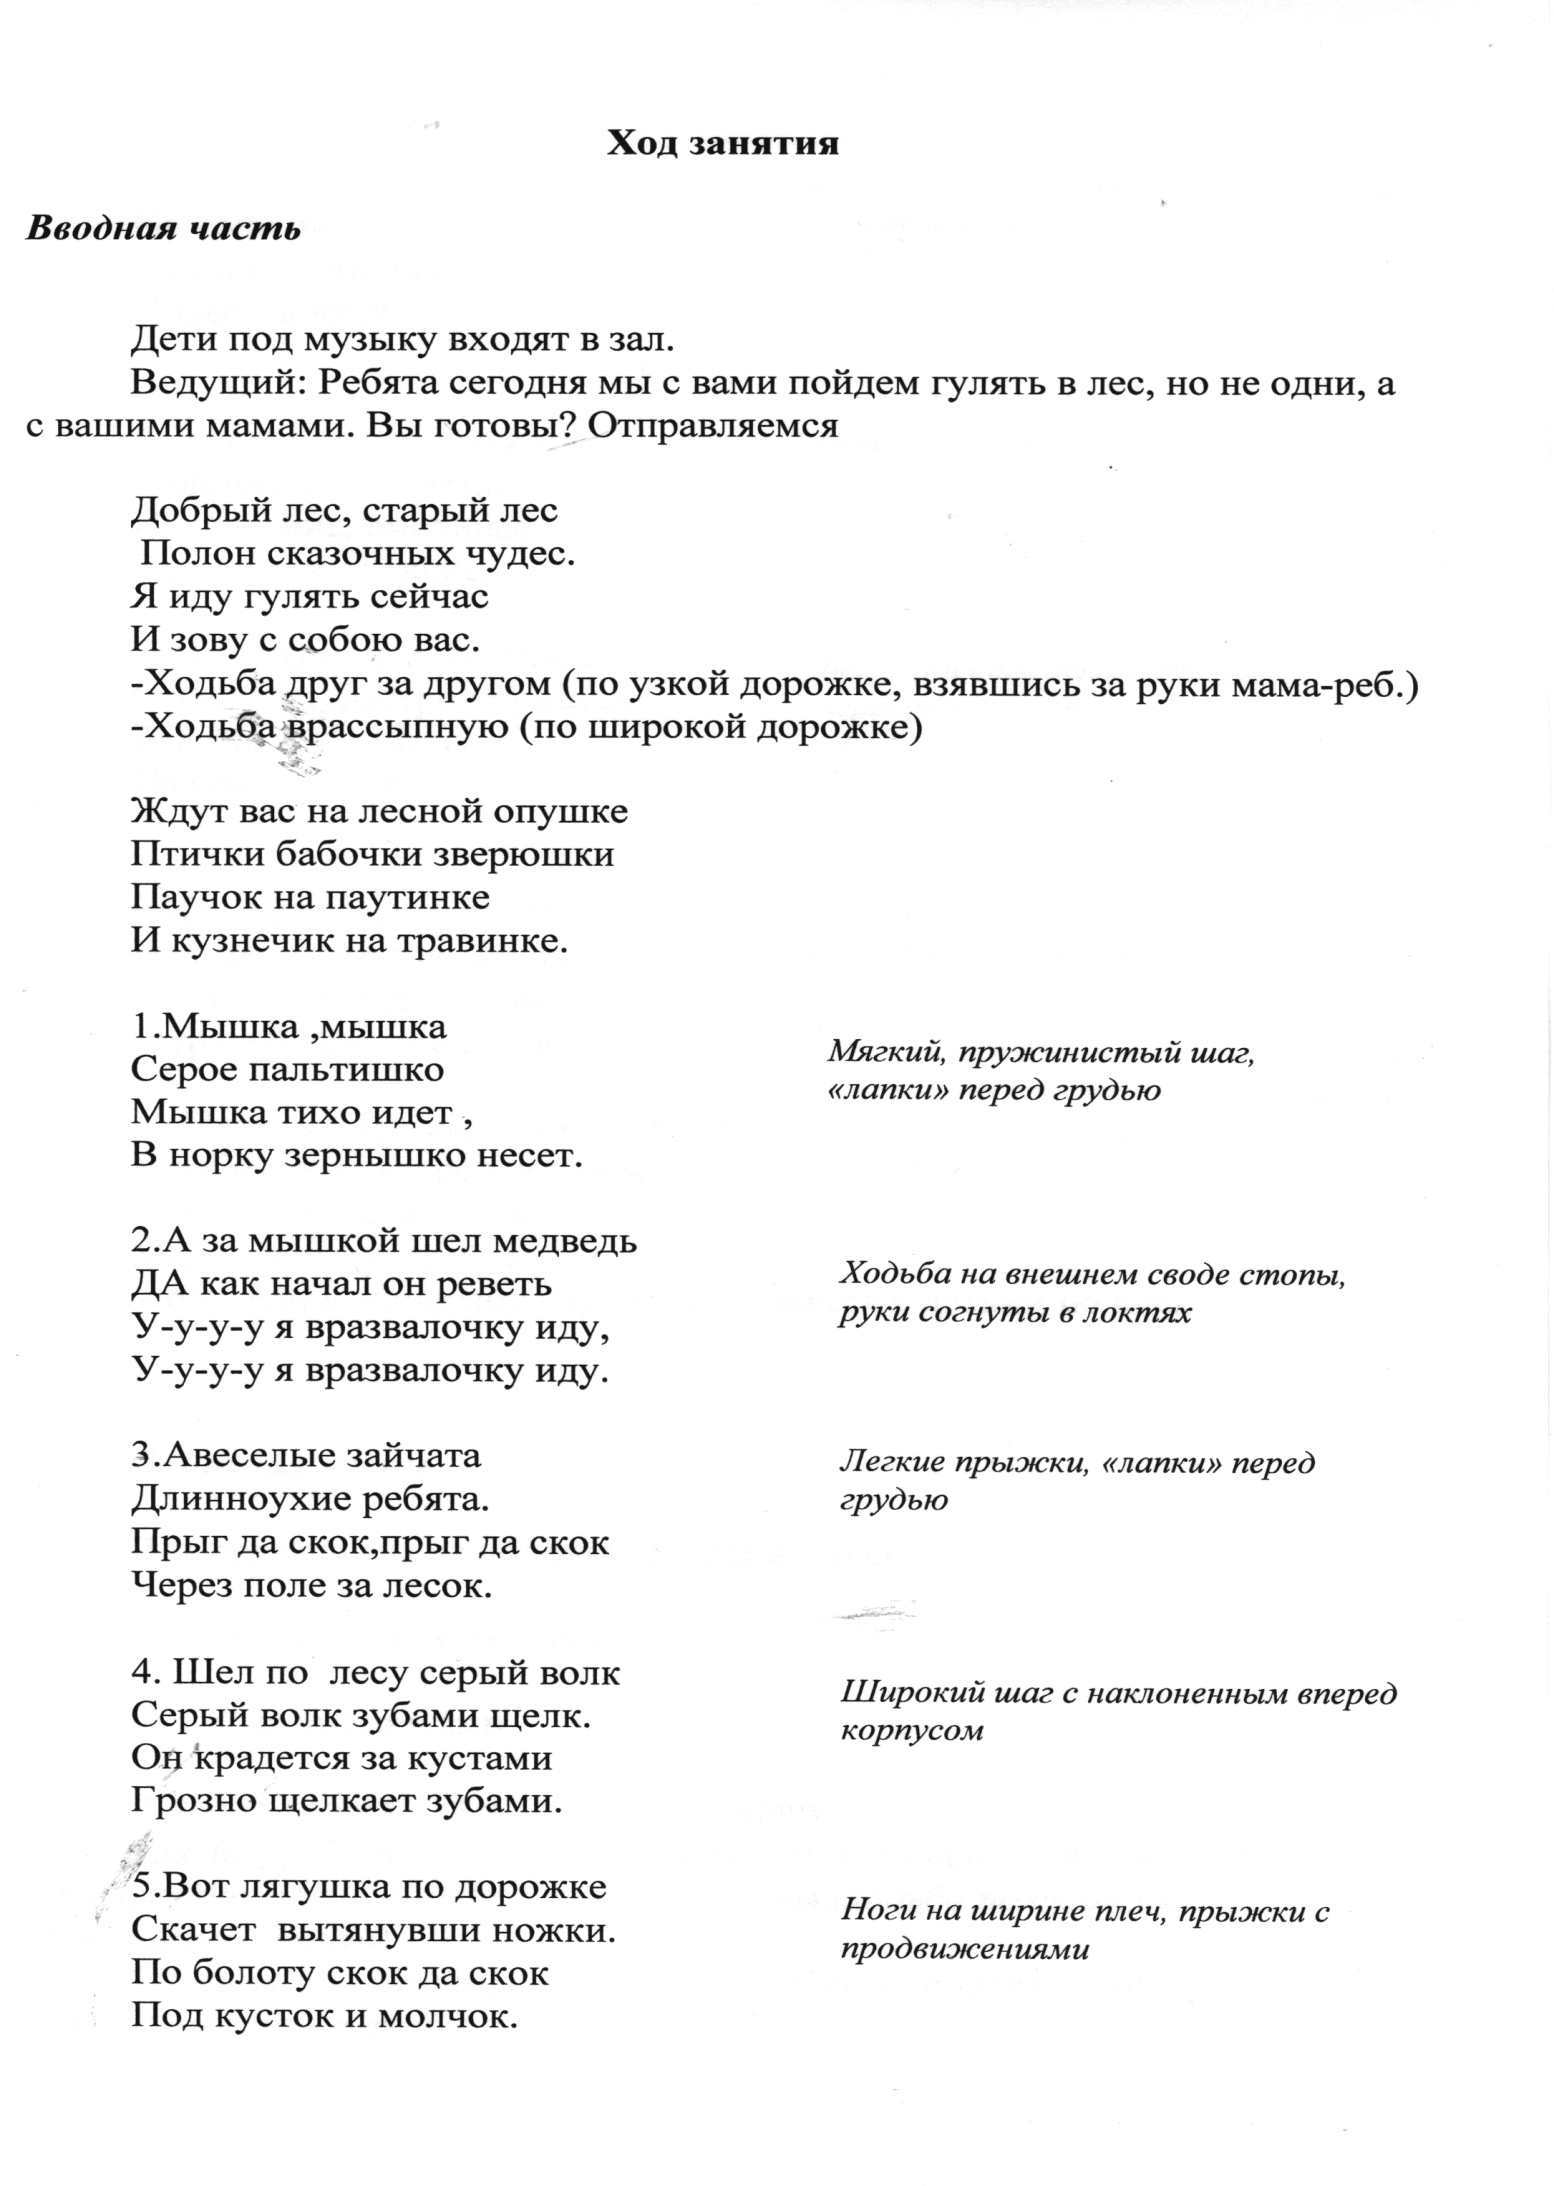 Ход занятия
Вводная часть
Дети под музыку входят в зал.
Ведущий: Ребята сегодня мы с вами пойдем гулять в лес, но не одни, а
с вашими мамами. Вы готовы? Отправляемся
Добрый лес, старый лес
Полон сказочных чудес.
Я иду гулять сейчас
И зову с собою вас.
-Ходьба друг за другом (по узкой дорожке, взявшись за руки мама-реб.)
-Ходьба врассыпную (по широкой дорожке)
Ждут вас на лесной опушке
Птички бабочки зверюшки
Паучок на паутинке
И кузнечик на травинке.
1.Мышка ,мышка
Серое пальтишко
Мышка тихо идет ,
В норку зернышко несет.
Мягкий, пружинистый шаг,
«лапки» перед грудью
2.А за мышкой шел медведь
ДА как начал он реветь
У-у-у-у я вразвалочку иду,
У-у-у-у я вразвалочку иду.
Ходьба на внешнем своде стопы,
руки согнуты в локтях
3.Авеселые зайчата
Длинноухие ребята.
Прыг да скок,прыг да скок
Через поле за лесок.
Легкие прыжки, «лапки» перед
грудью
4. Шел по лесу серый волк
Серый волк зубами щелк.
Он крадется за кустами
Грозно щелкает зубами.
Широкий шаг с наклоненным вперед
корпусом
5.Вот лягушка по дорожке
Скачет вытянувши ножки.
По болоту скок да скок
Под кусток и молчок.
Ноги на ширине плеч, прыжки с
продвижениями